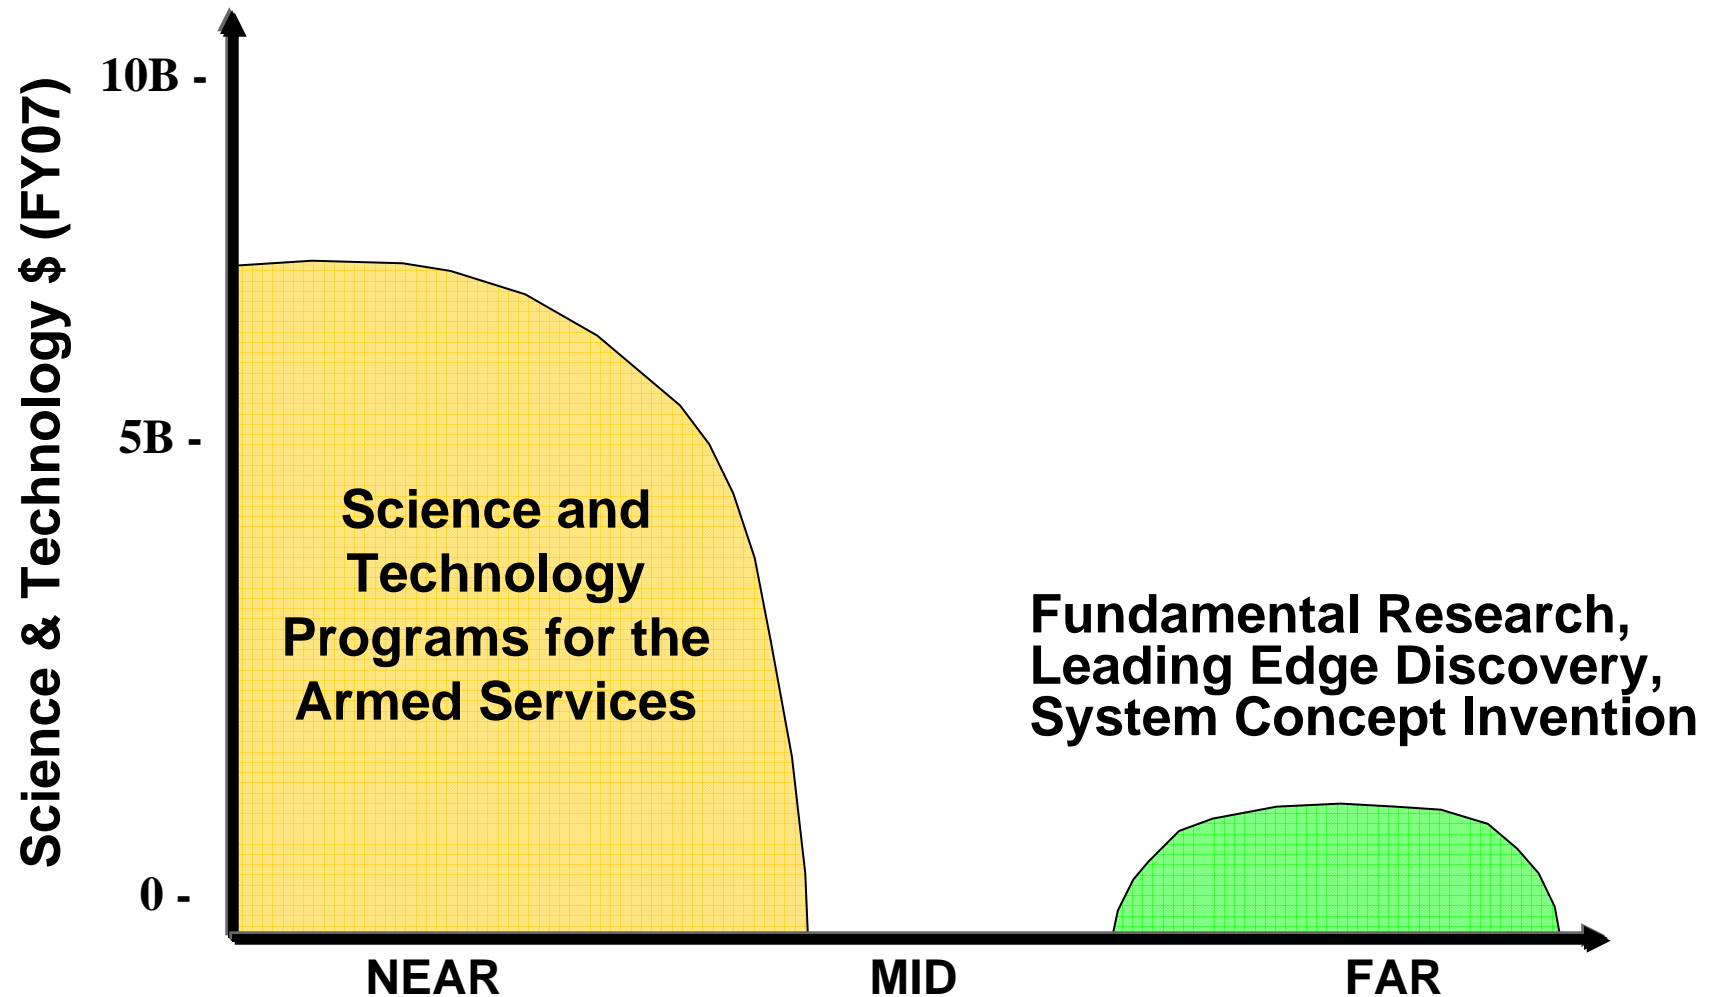 Science & Technology $ (FY07)
10B -
5B -
0 -
Science and
Technology
Programs for the
Armed Services
Fundamental Research,
Leading Edge Discovery,
System Concept Invention
NEAR
MID
FAR